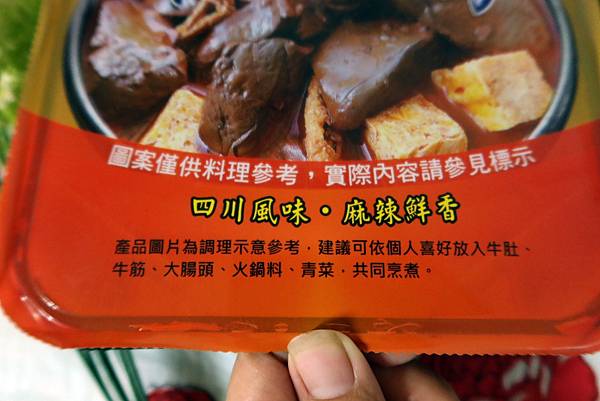 圖案僅供料理參考，實際內容請參見標示
四川風味・麻辣鮮香
產品圖片為調理示意參考，建議可依個人喜好放入牛肚、
牛筋、大腸頭、火鍋料、青菜，共同烹煮。